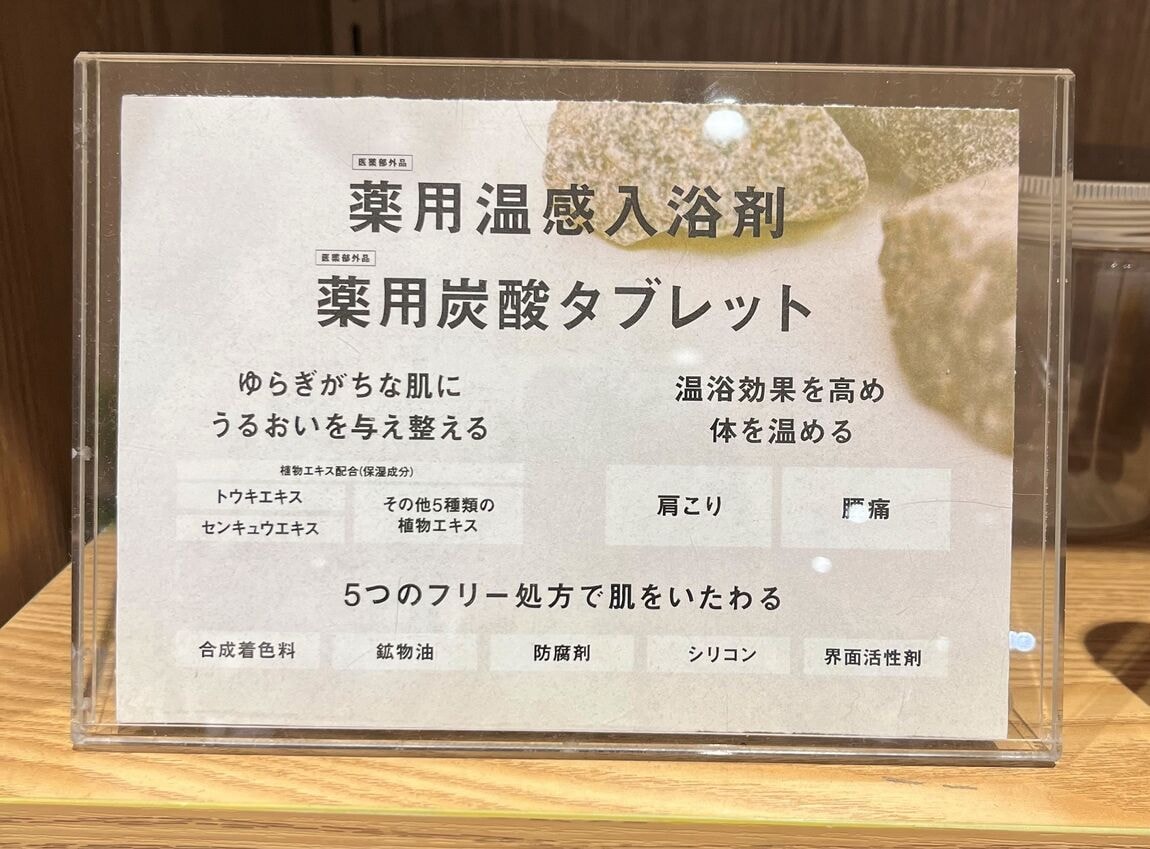 医薬部外品
薬用温感入浴剤
医薬部外品
薬用炭酸タブレット
ゆらぎがちな肌に
うるおいを与え整える
植物エキス配合(保湿成分)
トウキエキス
センキュウエキス
その他5種類の
植物エキス
温浴効果を高め
体を温める
肩こり
腰痛
5つのフリー処方で肌をいたわる
合成着色料
鉱物油
防腐剤
シリコン
界面活性剤